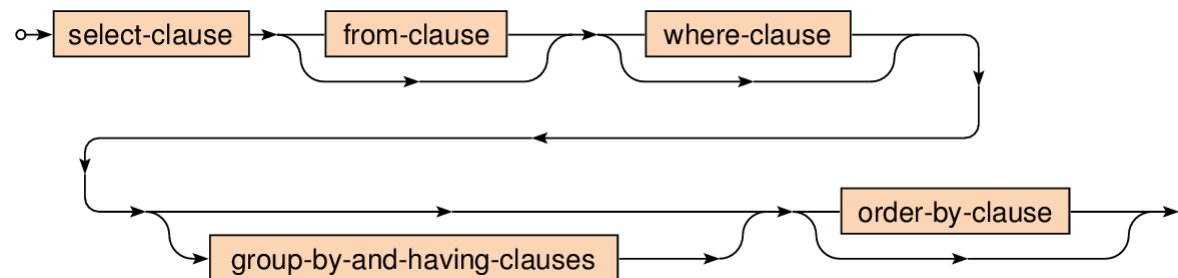 select-clause
from-clause
where-clause
order-by-clause
group-by-and-having-clauses